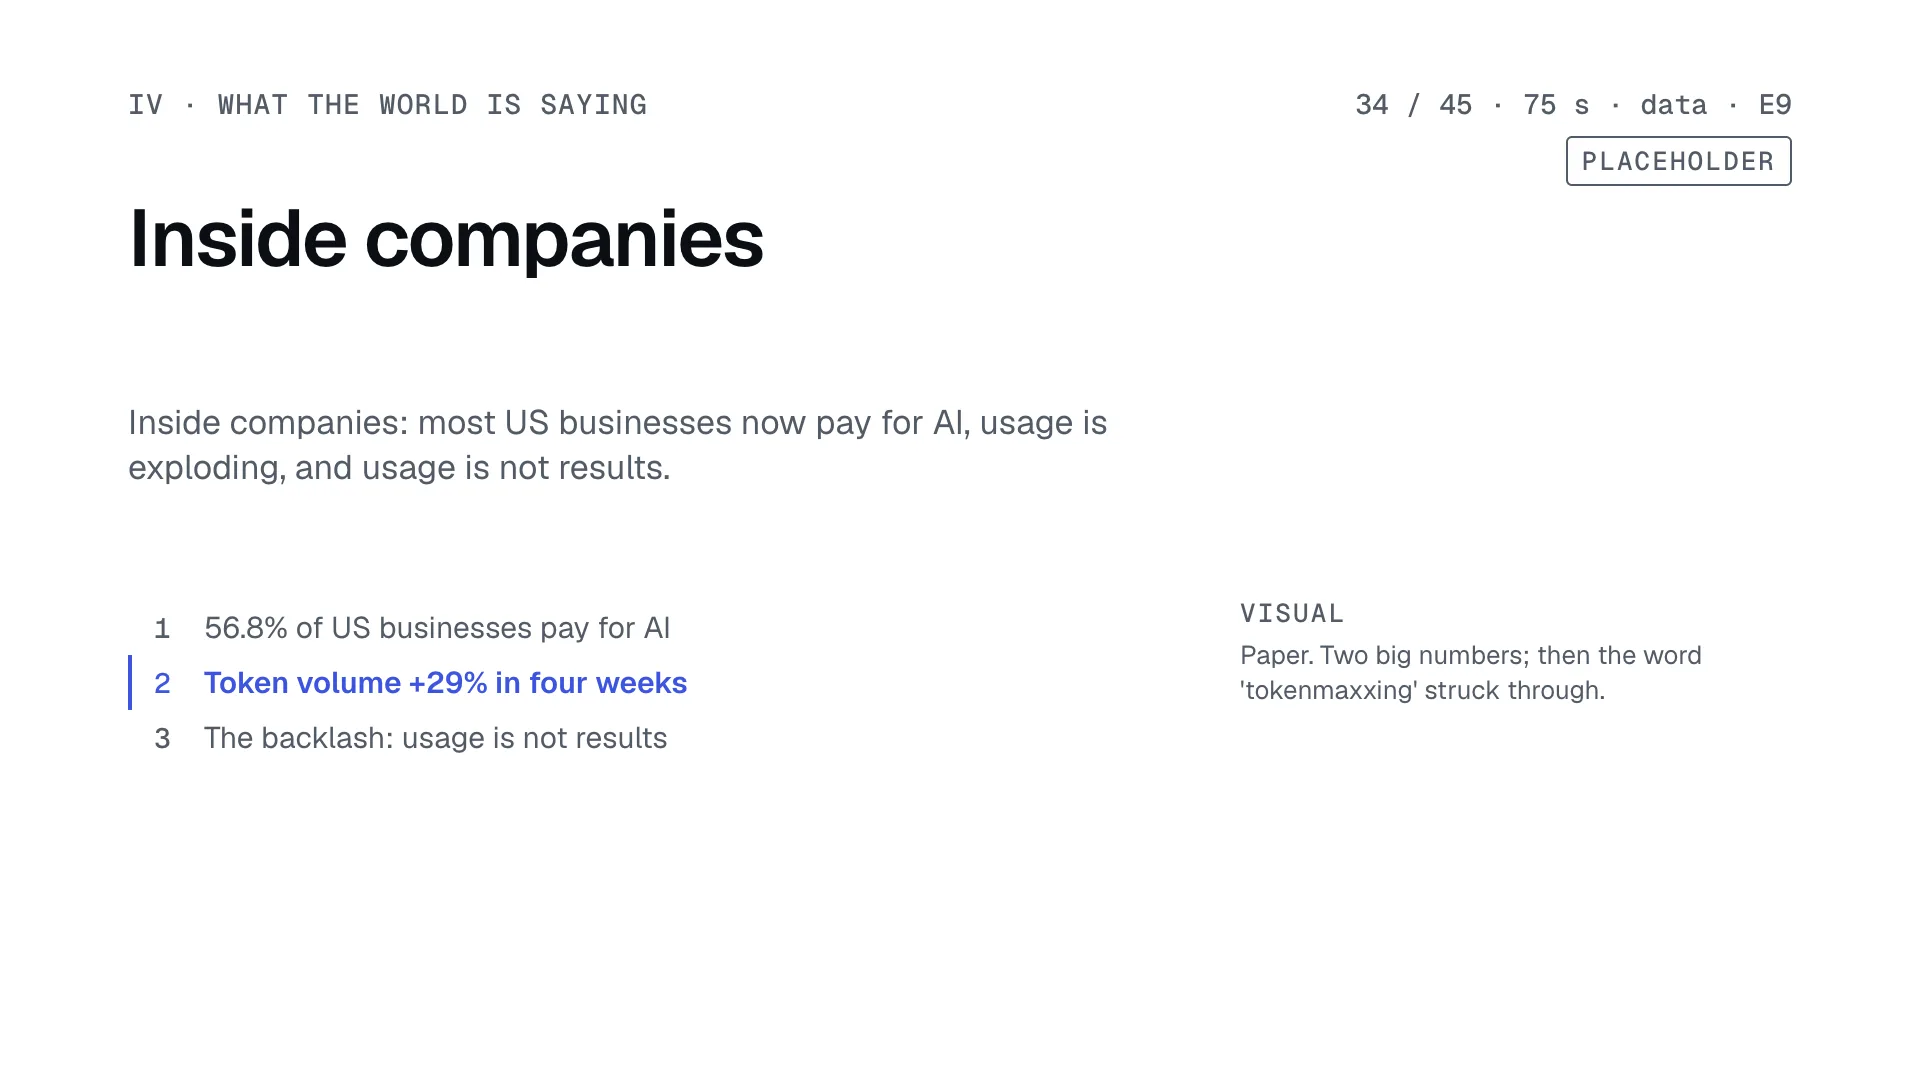 IV · WHAT THE WORLD IS SAYING
34 / 45 · 75 s · data · E9
PLACEHOLDER
Inside companies
Inside companies: most US businesses now pay for AI, usage is
exploding, and usage is not results.
1 56.8% of US businesses pay for AI
2 Token volume +29% in four weeks
3 The backlash: usage is not results
VISUAL
Paper. Two big numbers; then the word
'tokenmaxxing' struck through.